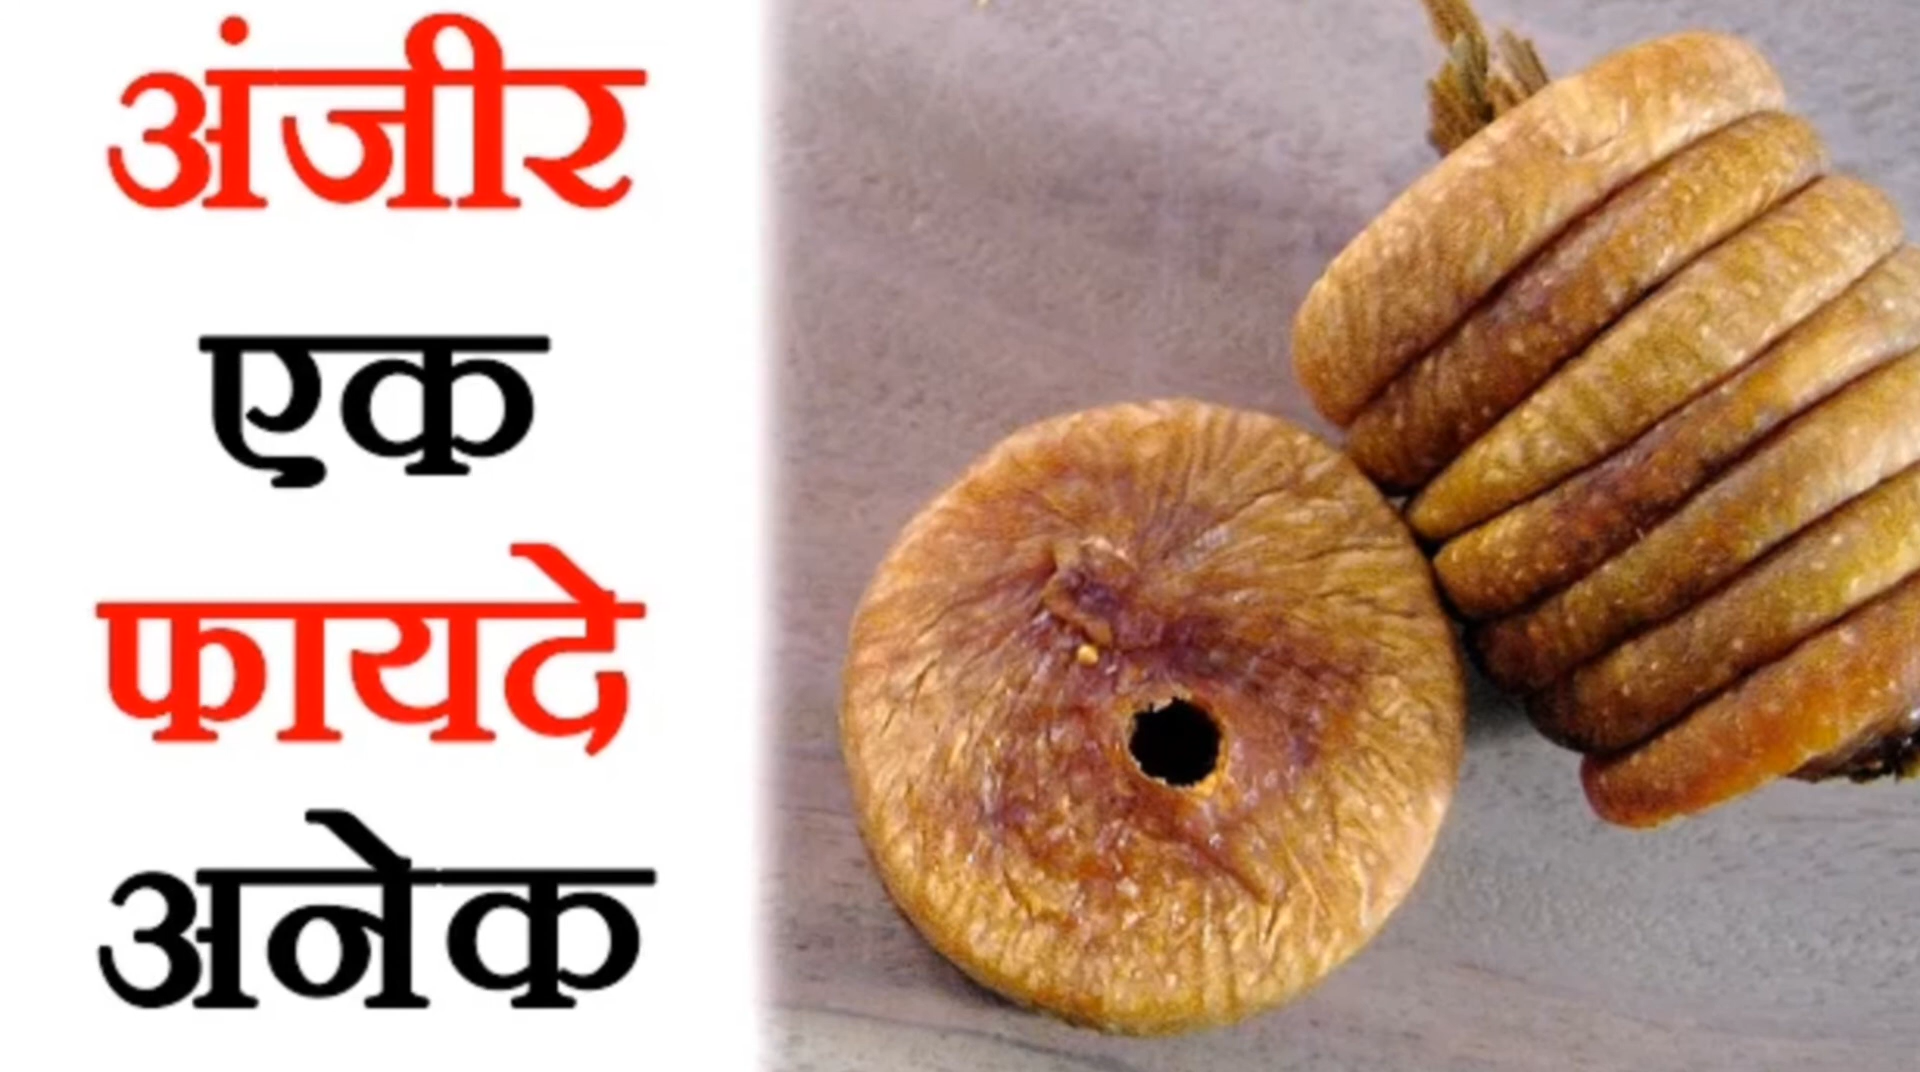 अंजीर
एक
फायदे
अनेक